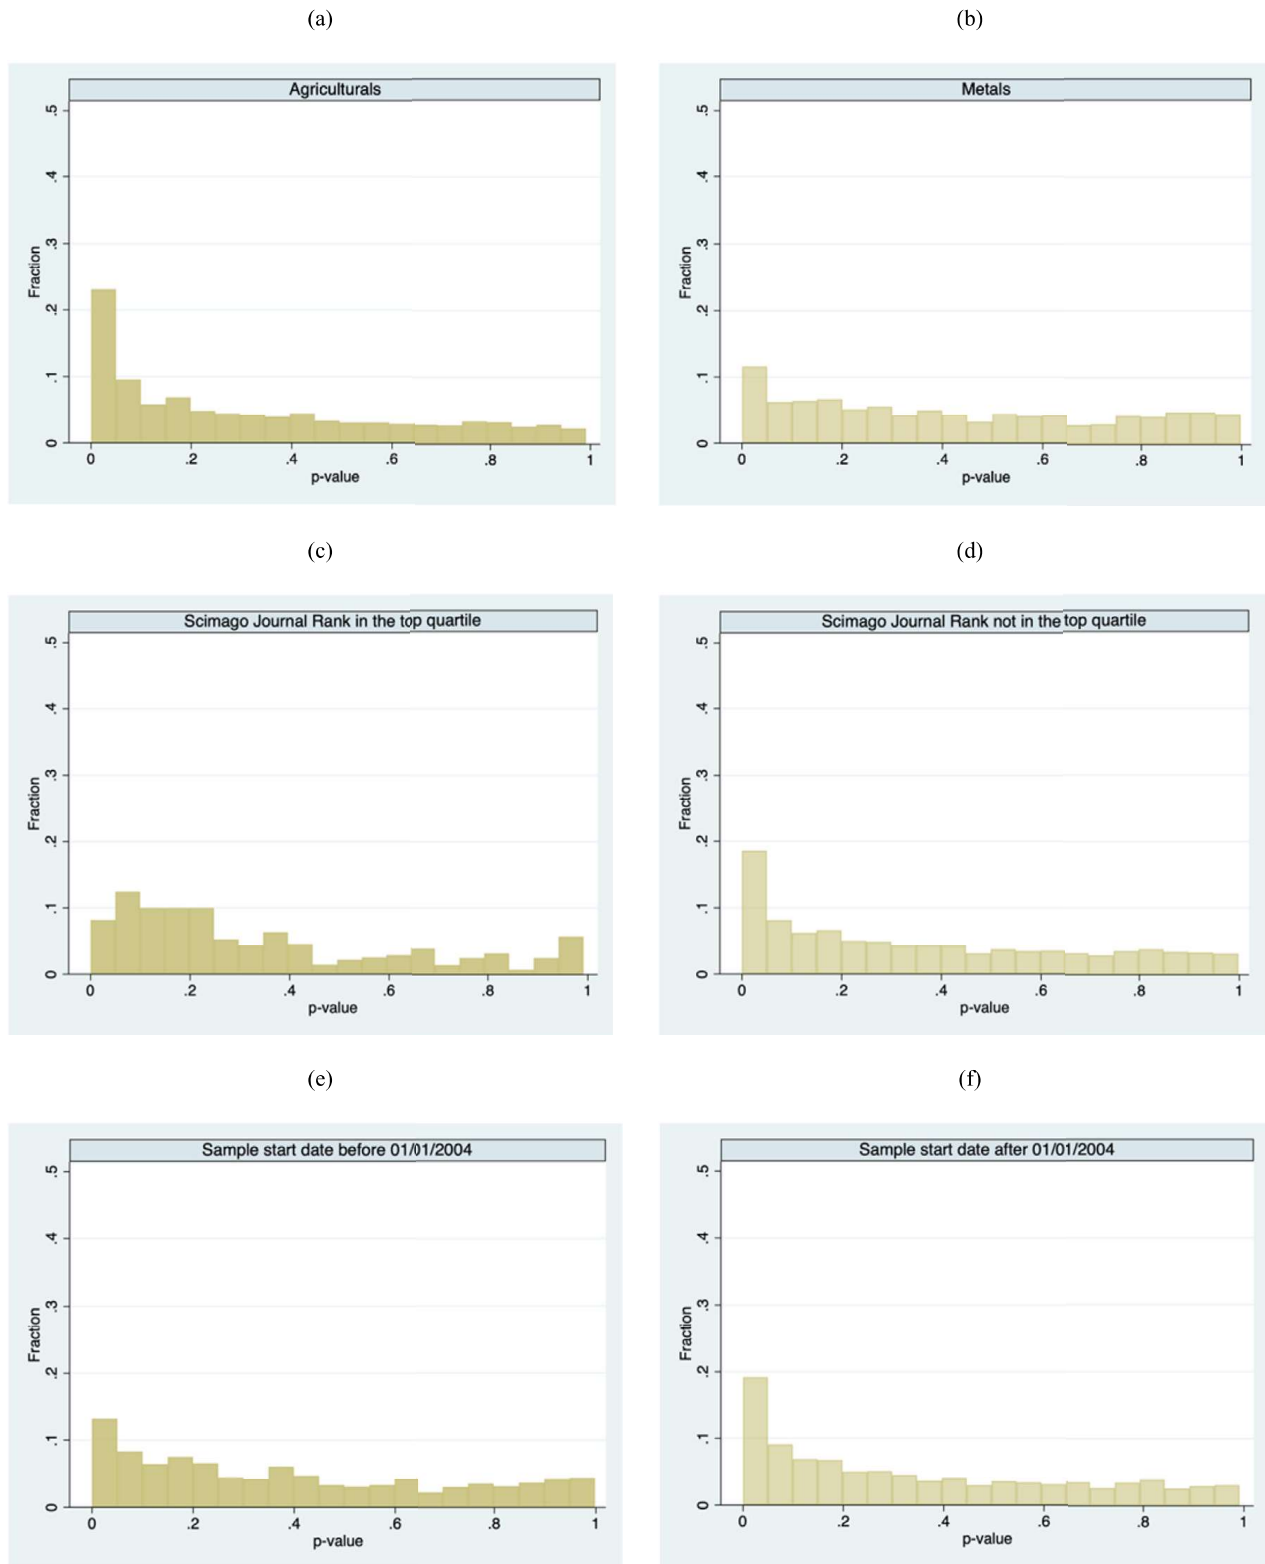 (a)
(b)
Agriculturals
Metals
.5
.4
.3
.2
.1
0
Fraction
0 .2 .4 .6 .8 1
p-value
.5
.4
.3
.2
.1
0
Fraction
0 .2 .4 .6 .8 1
p-value
(c)
(d)
Scimago Journal Rank in the top quartile
Scimago Journal Rank not in the top quartile
.5
.4
.3
.2
.1
0
Fraction
0 .2 .4 .6 .8 1
p-value
.5
.4
.3
.2
.1
0
Fraction
0 .2 .4 .6 .8 1
p-value
(e)
(f)
Sample start date before 01/01/2004
Sample start date after 01/01/2004
.5
.4
.3
.2
.1
0
Fraction
0 .2 .4 .6 .8 1
p-value
.5
.4
.3
.2
.1
0
Fraction
0 .2 .4 .6 .8 1
p-value